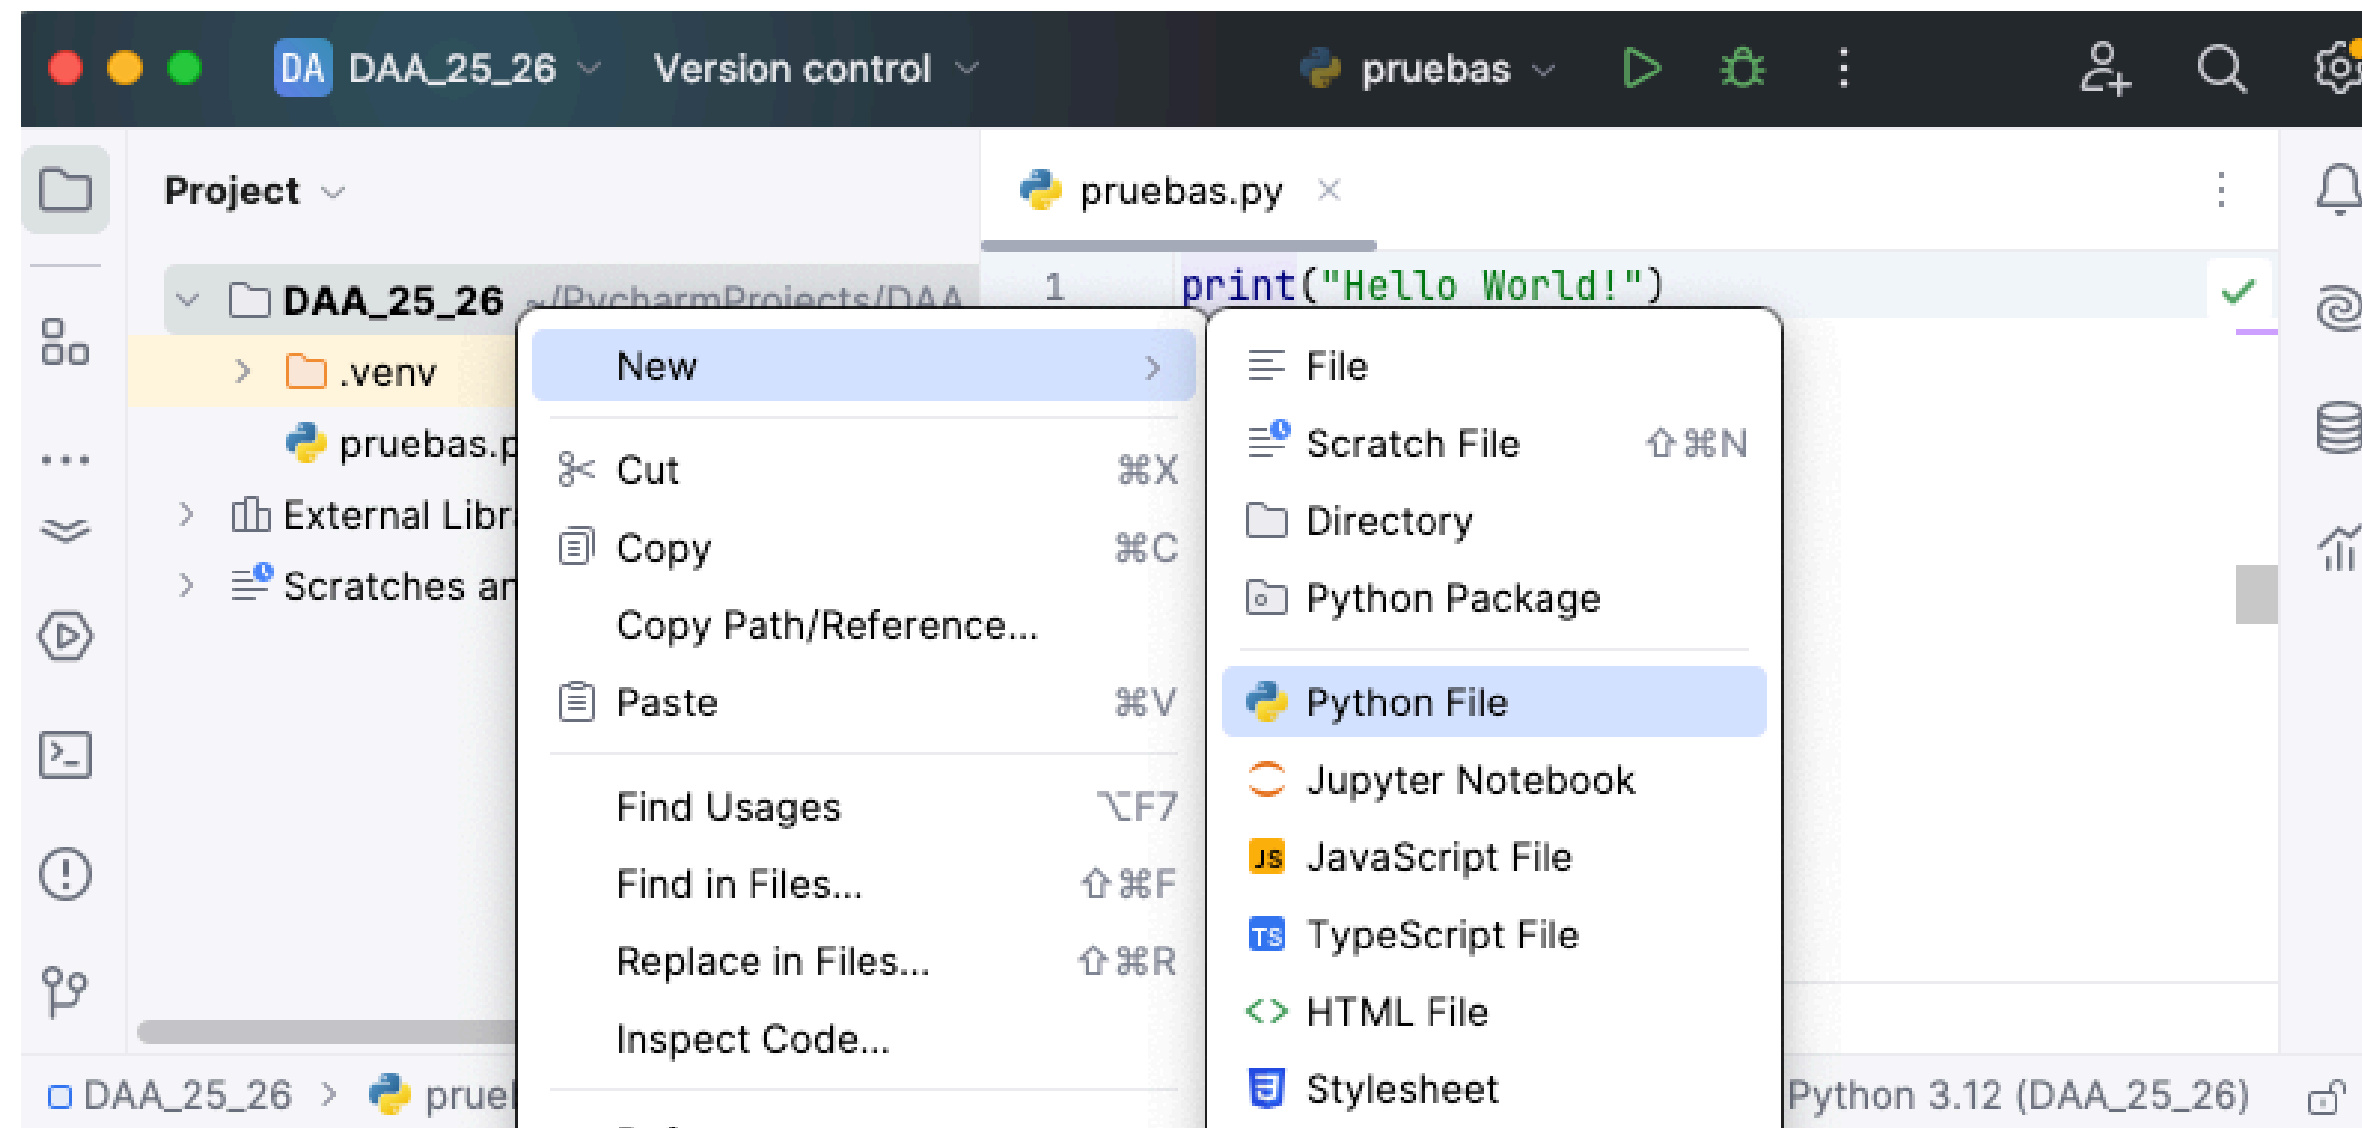 DA DAA_25_26 Version control pruebas
Project
pruebas.py
DAA_25_26 ~/PycharmProjects/DAA
1 print("Hello World!")
.venv
pruebas.p
External Libr
Scratches an
New
Cut ⌘X
Copy ⌘C
Copy Path/Reference...
Paste ⌘V
Find Usages ⌥F7
Find in Files... ⇧⌘F
Replace in Files... ⇧⌘R
Inspect Code...
File
Scratch File ⇧⌘N
Directory
Python Package
Python File
Jupyter Notebook
JS JavaScript File
TS TypeScript File
<> HTML File
Stylesheet
DAA_25_26 > prue
Python 3.12 (DAA_25_26)